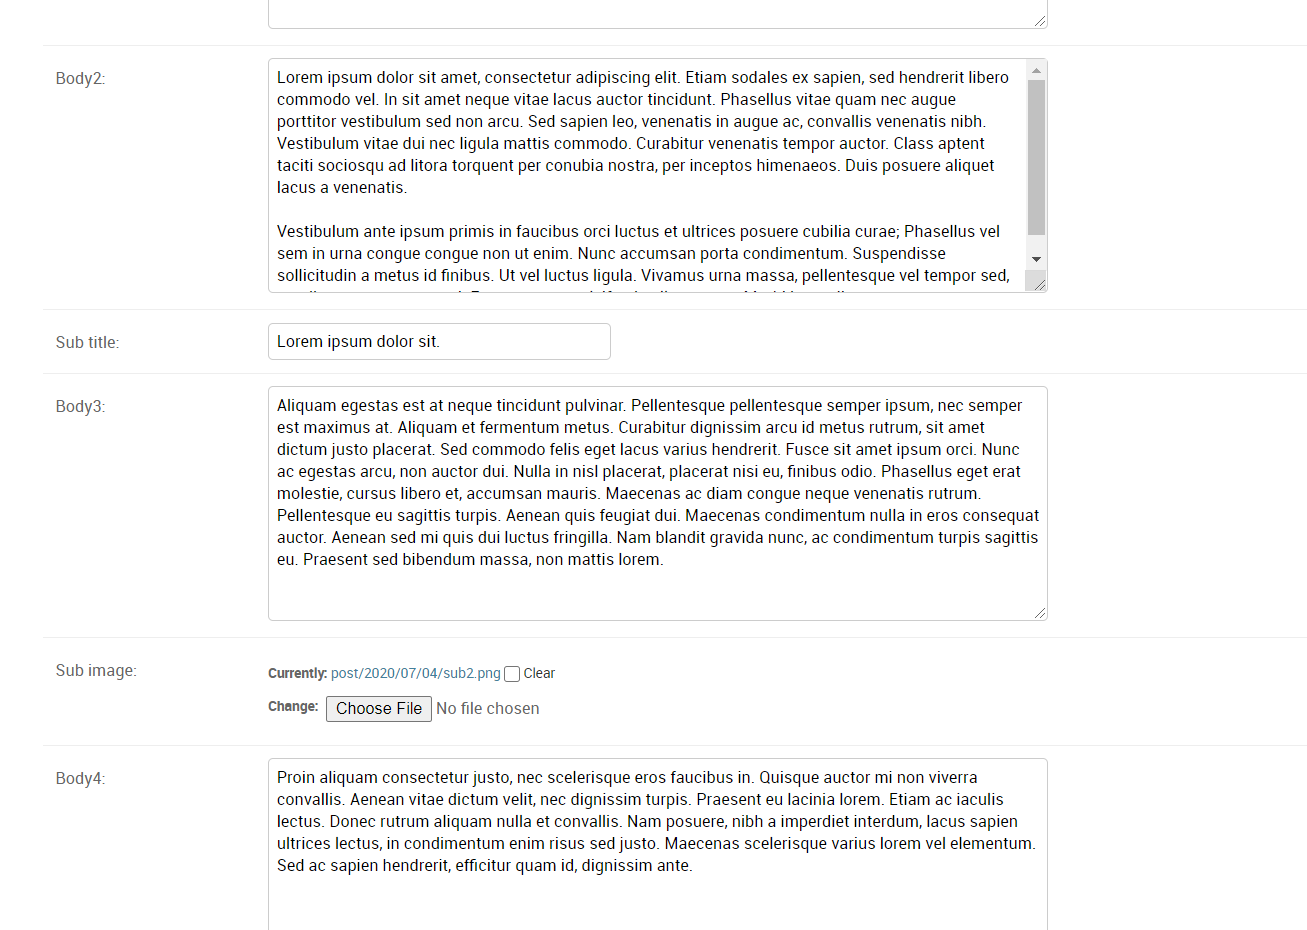 Body2:
Lorem ipsum dolor sit amet, consectetur adipiscing elit. Etiam sodales ex sapien, sed hendrerit libero
commodo vel. In sit amet neque vitae lacus auctor tincidunt. Phasellus vitae quam nec augue
porttitor vestibulum sed non arcu. Sed sapien leo, venenatis in augue ac, convallis venenatis nibh.
Vestibulum vitae dui nec ligula mattis commodo. Curabitur venenatis tempor auctor. Class aptent
taciti sociosqu ad litora torquent per conubia nostra, per inceptos himenaeos. Duis posuere aliquet
lacus a venenatis.
Vestibulum ante ipsum primis in faucibus orci luctus et ultrices posuere cubilia curae; Phasellus vel
sem in urna congue congue non ut enim. Nunc accumsan porta condimentum. Suspendisse
sollicitudin a metus id finibus. Ut vel luctus ligula. Vivamus urna massa, pellentesque vel tempor sed,
Sub title:
Lorem ipsum dolor sit.
Body3:
Aliquam egestas est at neque tincidunt pulvinar. Pellentesque pellentesque semper ipsum, nec semper
est maximus at. Aliquam et fermentum metus. Curabitur dignissim arcu id metus rutrum, sit amet
dictum justo placerat. Sed commodo felis eget lacus varius hendrerit. Fusce sit amet ipsum orci. Nunc
ac egestas arcu, non auctor dui. Nulla in nisl placerat, placerat nisi eu, finibus odio. Phasellus eget erat
molestie, cursus libero et, accumsan mauris. Maecenas ac diam congue neque venenatis rutrum.
Pellentesque eu sagittis turpis. Aenean quis feugiat dui. Maecenas condimentum nulla in eros consequat
auctor. Aenean sed mi quis dui luctus fringilla. Nam blandit gravida nunc, ac condimentum turpis sagittis
eu. Praesent sed bibendum massa, non mattis lorem.
Sub image:
Currently: post/2020/07/04/sub2.png Clear
Change: Choose File No file chosen
Body4:
Proin aliquam consectetur justo, nec scelerisque eros faucibus in. Quisque auctor mi non viverra
convallis. Aenean vitae dictum velit, nec dignissim turpis. Praesent eu lacinia lorem. Etiam ac iaculis
lectus. Donec rutrum aliquam nulla et convallis. Nam posuere, nibh a imperdiet interdum, lacus sapien
ultrices lectus, in condimentum enim risus sed justo. Maecenas scelerisque varius lorem vel elementum.
Sed ac sapien hendrerit, efficitur quam id, dignissim ante.